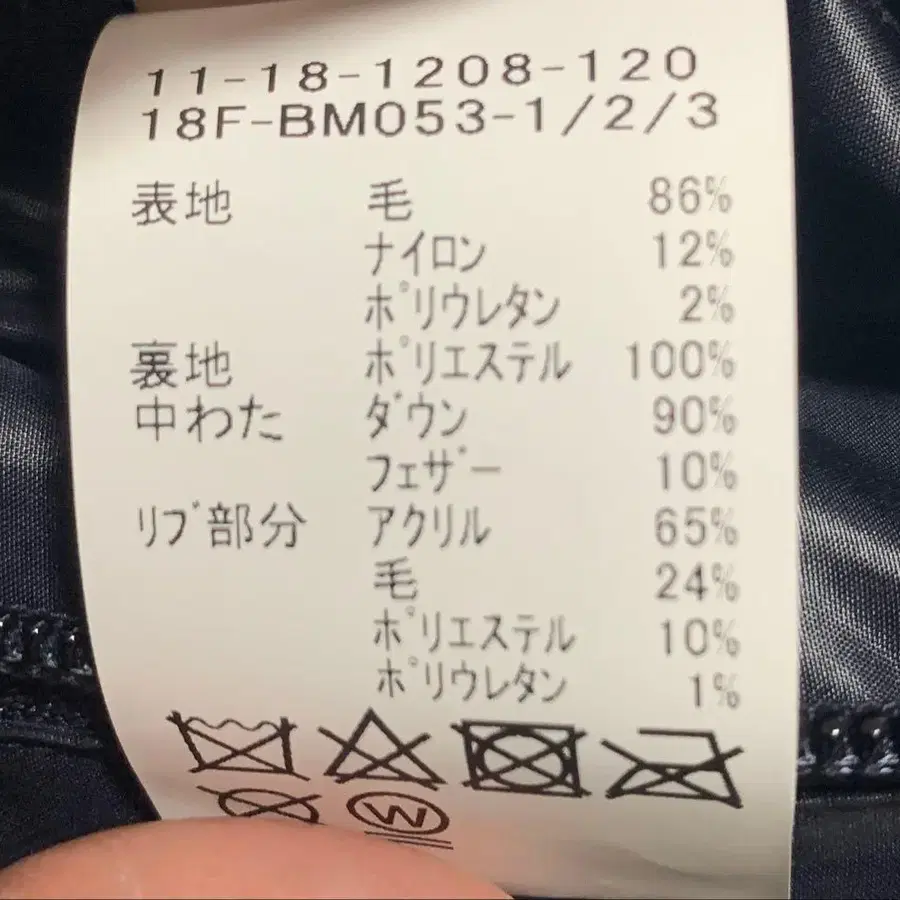 11-18-1208-120
18F-BM053-1/2/3
表地 毛 86%
ナイロン 12%
ポリウレタン 2%
裏地 ポリエステル 100%
中わた ダウン 90%
フェザー 10%
リブ部分 アクリル 65%
毛 24%
ポリエステル 10%
ポリウレタン 1%
W